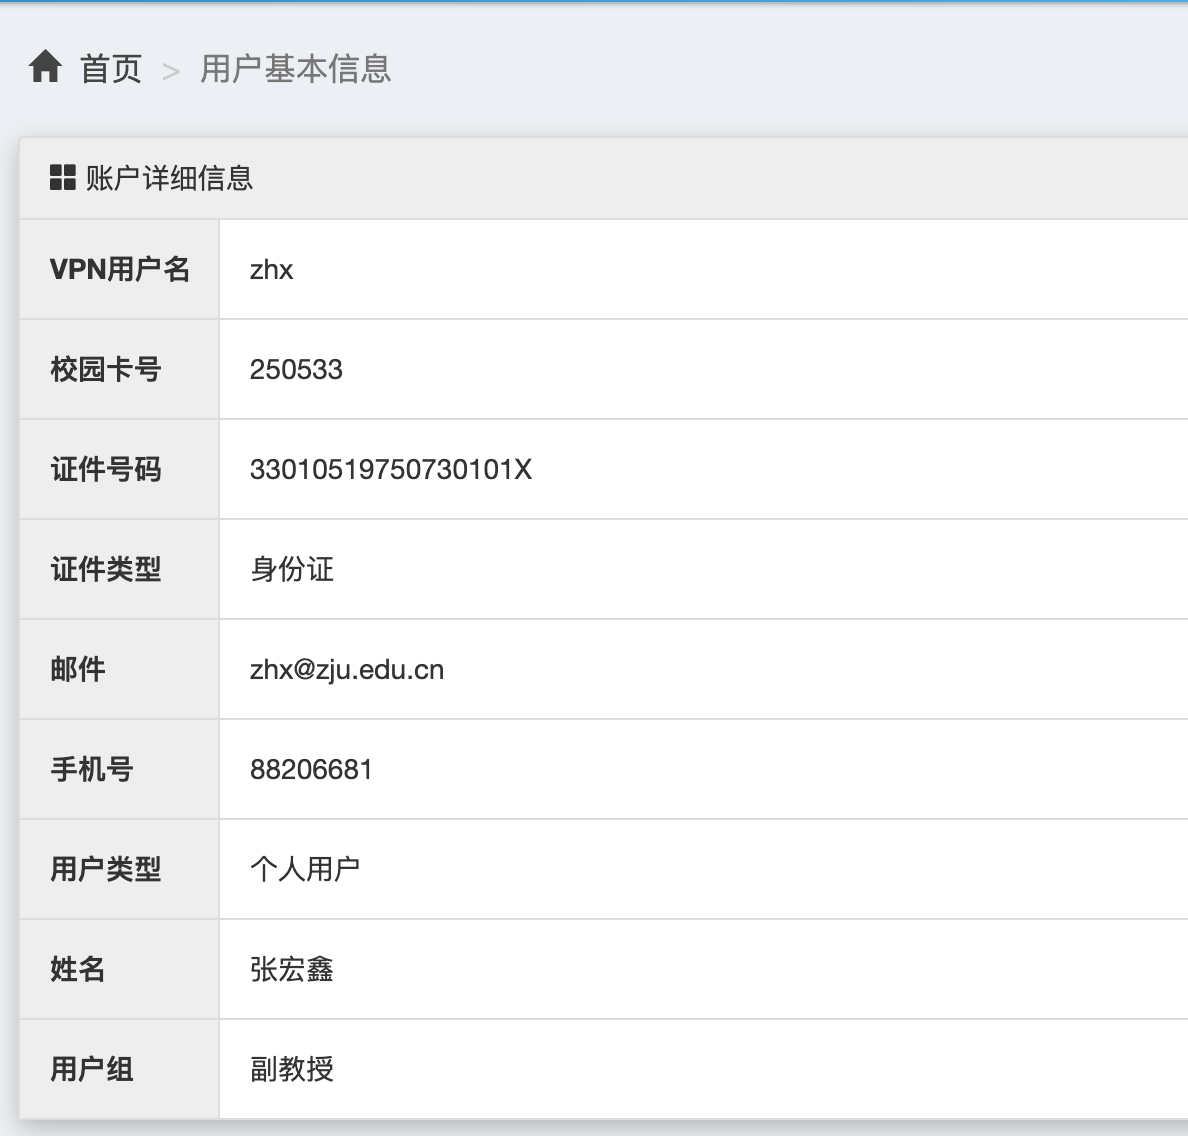 首页 > 用户基本信息
账户详细信息
VPN用户名 zhx
校园卡号 250533
证件号码 33010519750730101X
证件类型 身份证
邮件 zhx@zju.edu.cn
手机号 88206681
用户类型 个人用户
姓名 张宏鑫
用户组 副教授